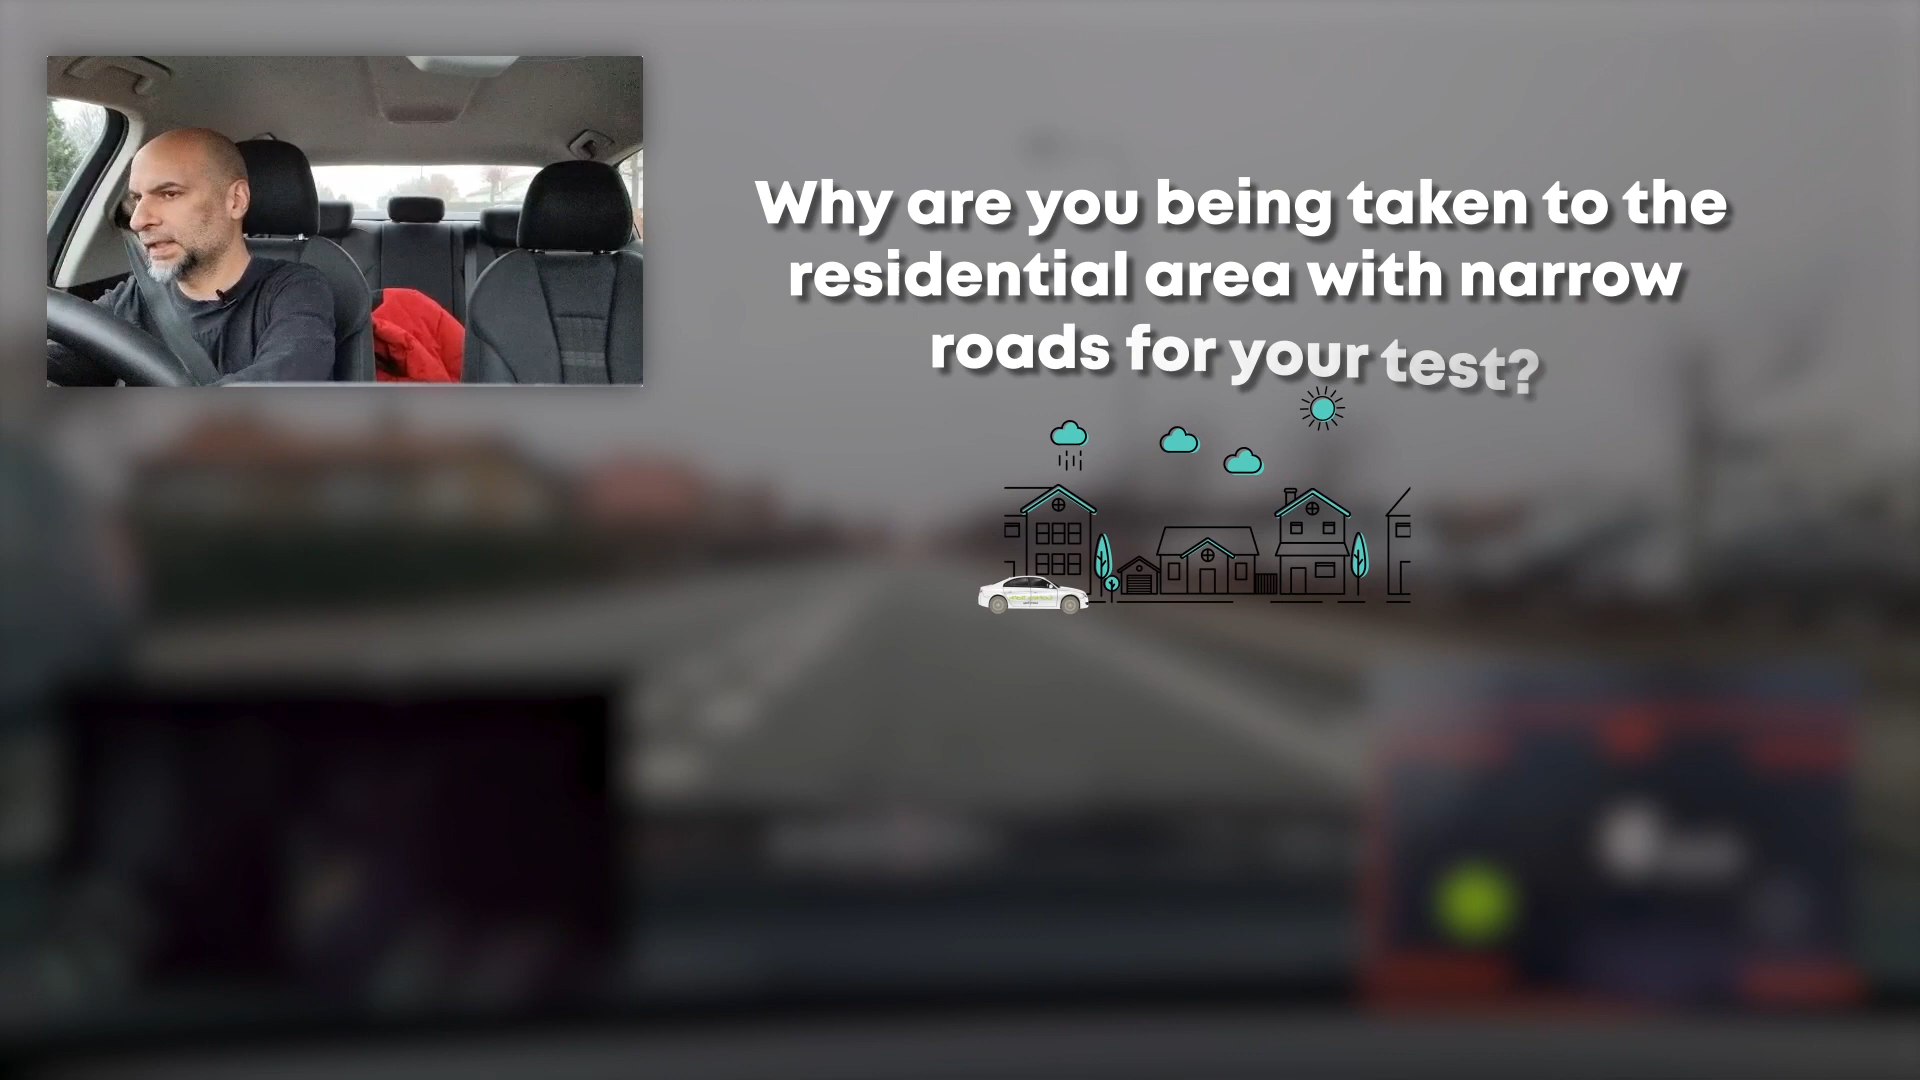 Why are you being taken to the
residential area with narrow
roads for your test?